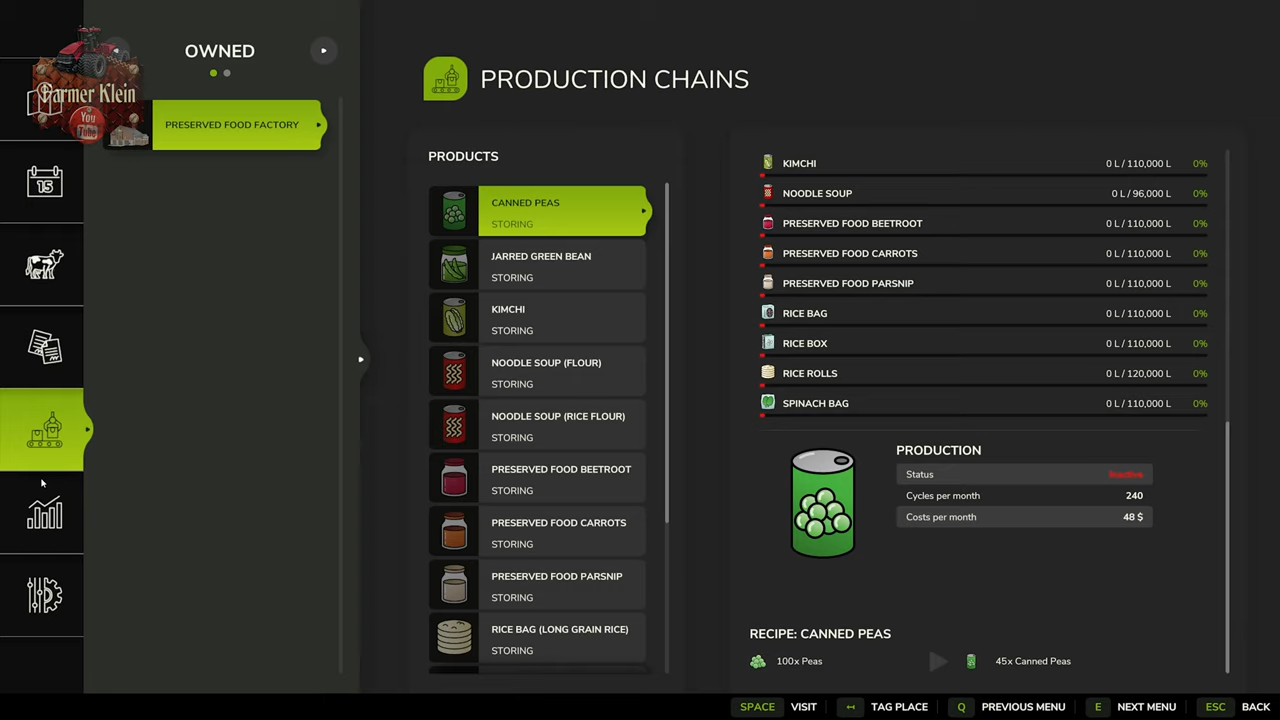 15
Farmer Klein
You
Tube
OWNED
PRESERVED FOOD FACTORY
PRODUCTION CHAINS
PRODUCTS
CANNED PEAS
STORING
JARRED GREEN BEAN
STORING
KIMCHI
STORING
NOODLE SOUP (FLOUR)
STORING
NOODLE SOUP (RICE FLOUR)
STORING
PRESERVED FOOD BEETROOT
STORING
PRESERVED FOOD CARROTS
STORING
PRESERVED FOOD PARSNIP
STORING
RICE BAG (LONG GRAIN RICE)
STORING
KIMCHI 0 L / 110,000 L 0%
NOODLE SOUP 0 L / 96,000 L 0%
PRESERVED FOOD BEETROOT 0 L / 110,000 L 0%
PRESERVED FOOD CARROTS 0 L / 110,000 L 0%
PRESERVED FOOD PARSNIP 0 L / 110,000 L 0%
RICE BAG 0 L / 110,000 L 0%
RICE BOX 0 L / 110,000 L 0%
RICE ROLLS 0 L / 120,000 L 0%
SPINACH BAG 0 L / 110,000 L 0%
PRODUCTION
Status Inactive
Cycles per month 240
Costs per month 48 $
RECIPE: CANNED PEAS
100x Peas 45x Canned Peas
SPACE VISIT ↤ TAG PLACE Q PREVIOUS MENU E NEXT MENU ESC BACK